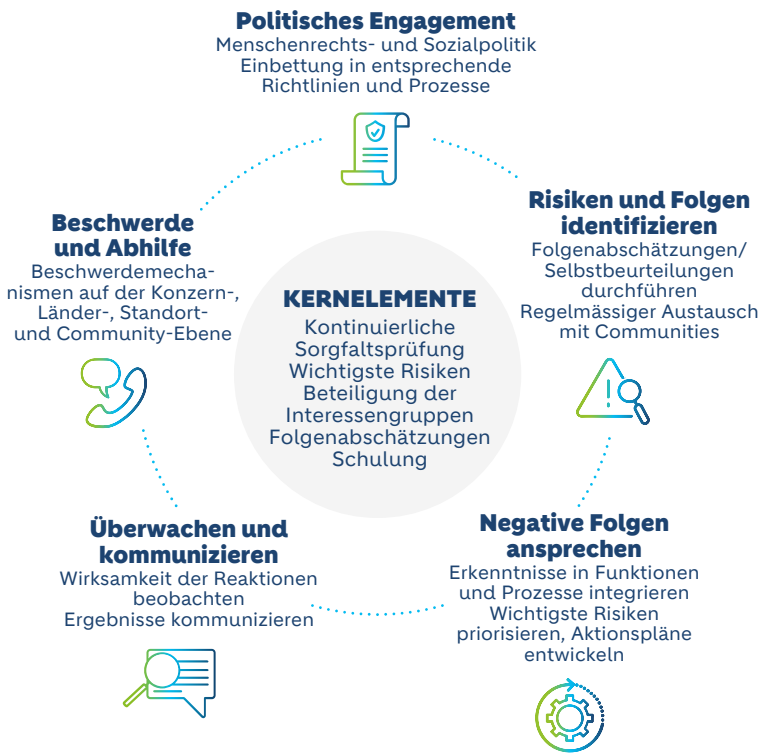 Politisches Engagement
Menschenrechts- und Sozialpolitik
Einbettung in entsprechende
Richtlinien und Prozesse
Risiken und Folgen
identifizieren
Folgenabschätzungen/
Selbstbeurteilungen
durchführen
Regelmässiger Austausch
mit Communities
Beschwerde
und Abhilfe
Beschwerdemecha-
nismen auf der Konzern-,
Länder-, Standort-
und Community-Ebene
KERNELEMENTE
Kontinuierliche
Sorgfaltsprüfung
Wichtigste Risiken
Beteiligung der
Interessengruppen
Folgenabschätzungen
Schulung
Negative Folgen
ansprechen
Erkenntnisse in Funktionen
und Prozesse integrieren
Wichtigste Risiken
priorisieren, Aktionspläne
entwickeln
Überwachen und
kommunizieren
Wirksamkeit der Reaktionen
beobachten
Ergebnisse kommunizieren